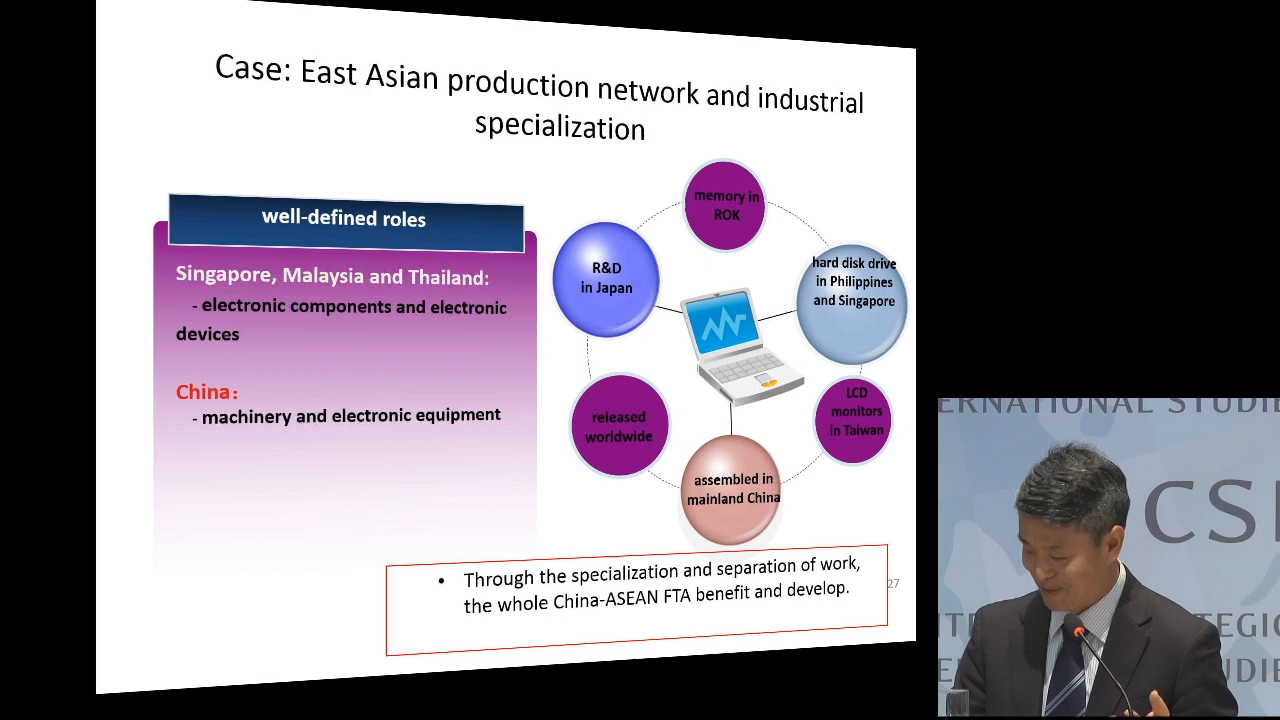 Case: East Asian production network and industrial
specialization
well-defined roles
Singapore, Malaysia and Thailand:
- electronic components and electronic
devices
China：
- machinery and electronic equipment
memory in
ROK
R&D
in Japan
hard disk drive
in Philippines
and Singapore
LCD
monitors
in Taiwan
released
worldwide
assembled in
mainland China
• Through the specialization and separation of work,
the whole China-ASEAN FTA benefit and develop.
27
ERNATIONAL STUDIE
CSI